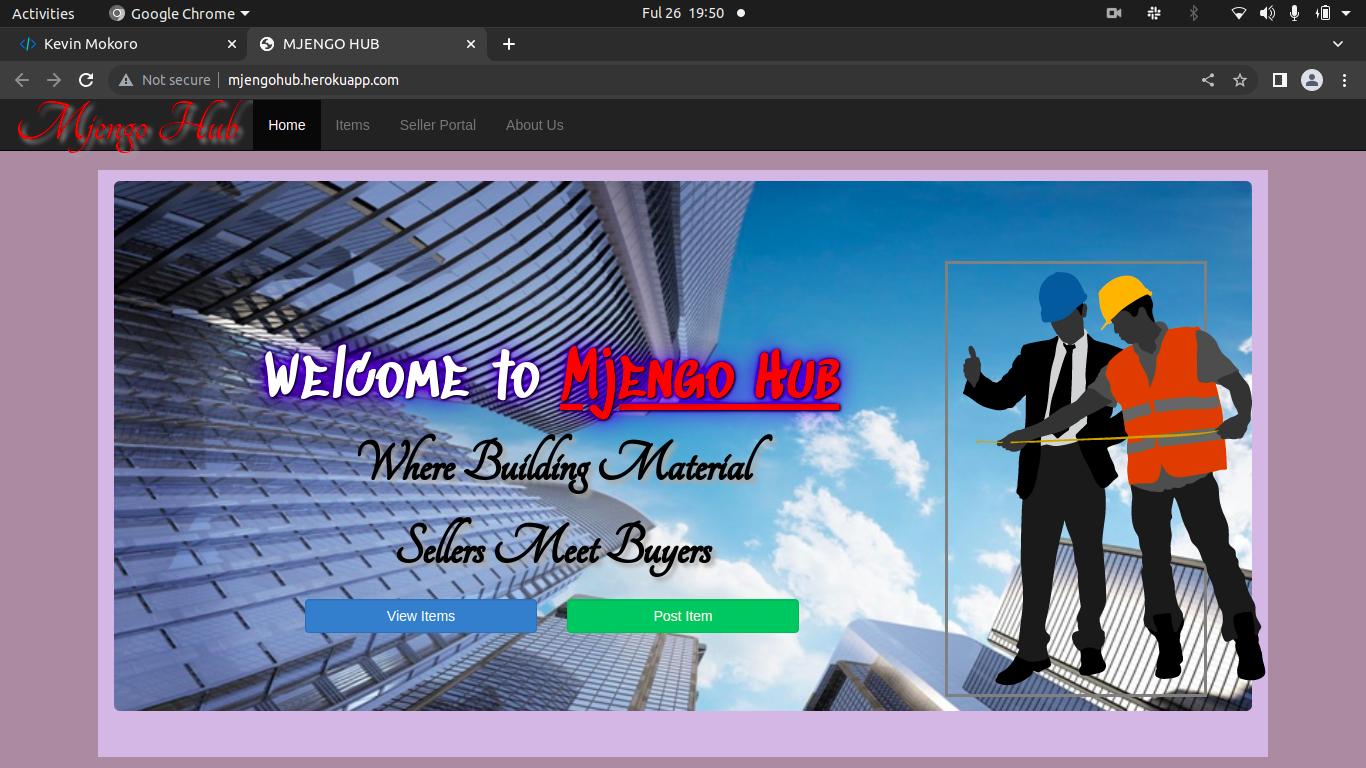 Activities Google Chrome Ful 26 19:50
Kevin Mokoro MJENGO HUB
Not secure mjengohub.herokuapp.com
Mjengo Hub Home Items Seller Portal About Us
WELCOME to MJENGO HUB
Where Building Material
Sellers Meet Buyers
View Items Post Item